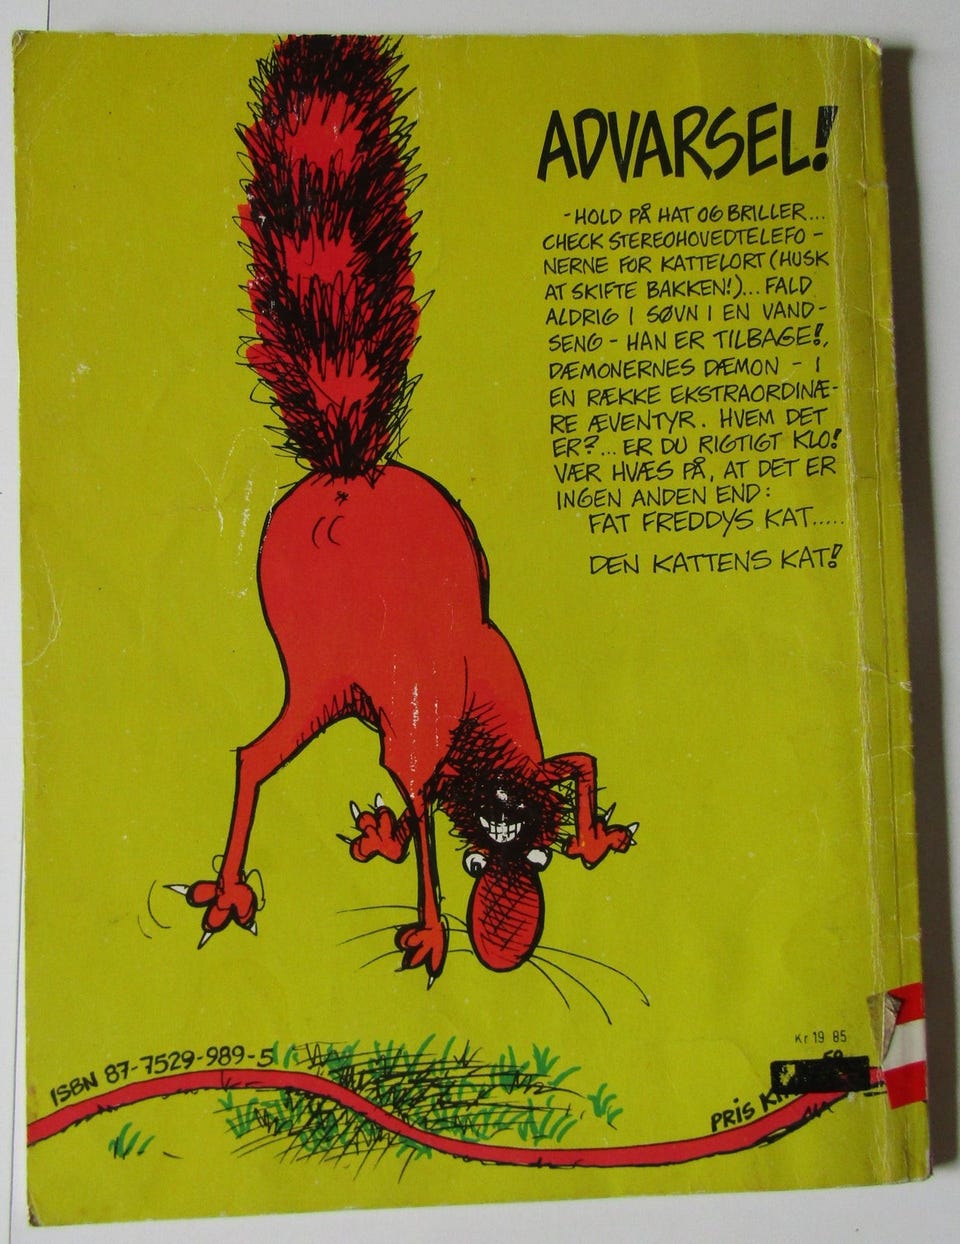 ADVARSEL!
- HOLD PÅ HAT OG BRILLER...
CHECK STEREOHOVEDTELEFO -
NERNE FOR KATTELORT (HUSK
AT SKIFTE BAKKEN!)... FALD
ALDRIG I SØVN I EN VAND -
SENG - HAN ER TILBAGE!,
DÆMONERNES DÆMON - I
EN RÆKKE EKSTRAORDINÆ-
RE ÆVENTYR. HVEM DET
ER?... ER DU RIGTIGT KLO!
VÆR HVÆS PÅ, AT DET ER
INGEN ANDEN END:
FAT FREDDYS KAT.....
DEN KATTENS KAT!
Kr 19 85
ISBN 87-7529-989-5
PRIS